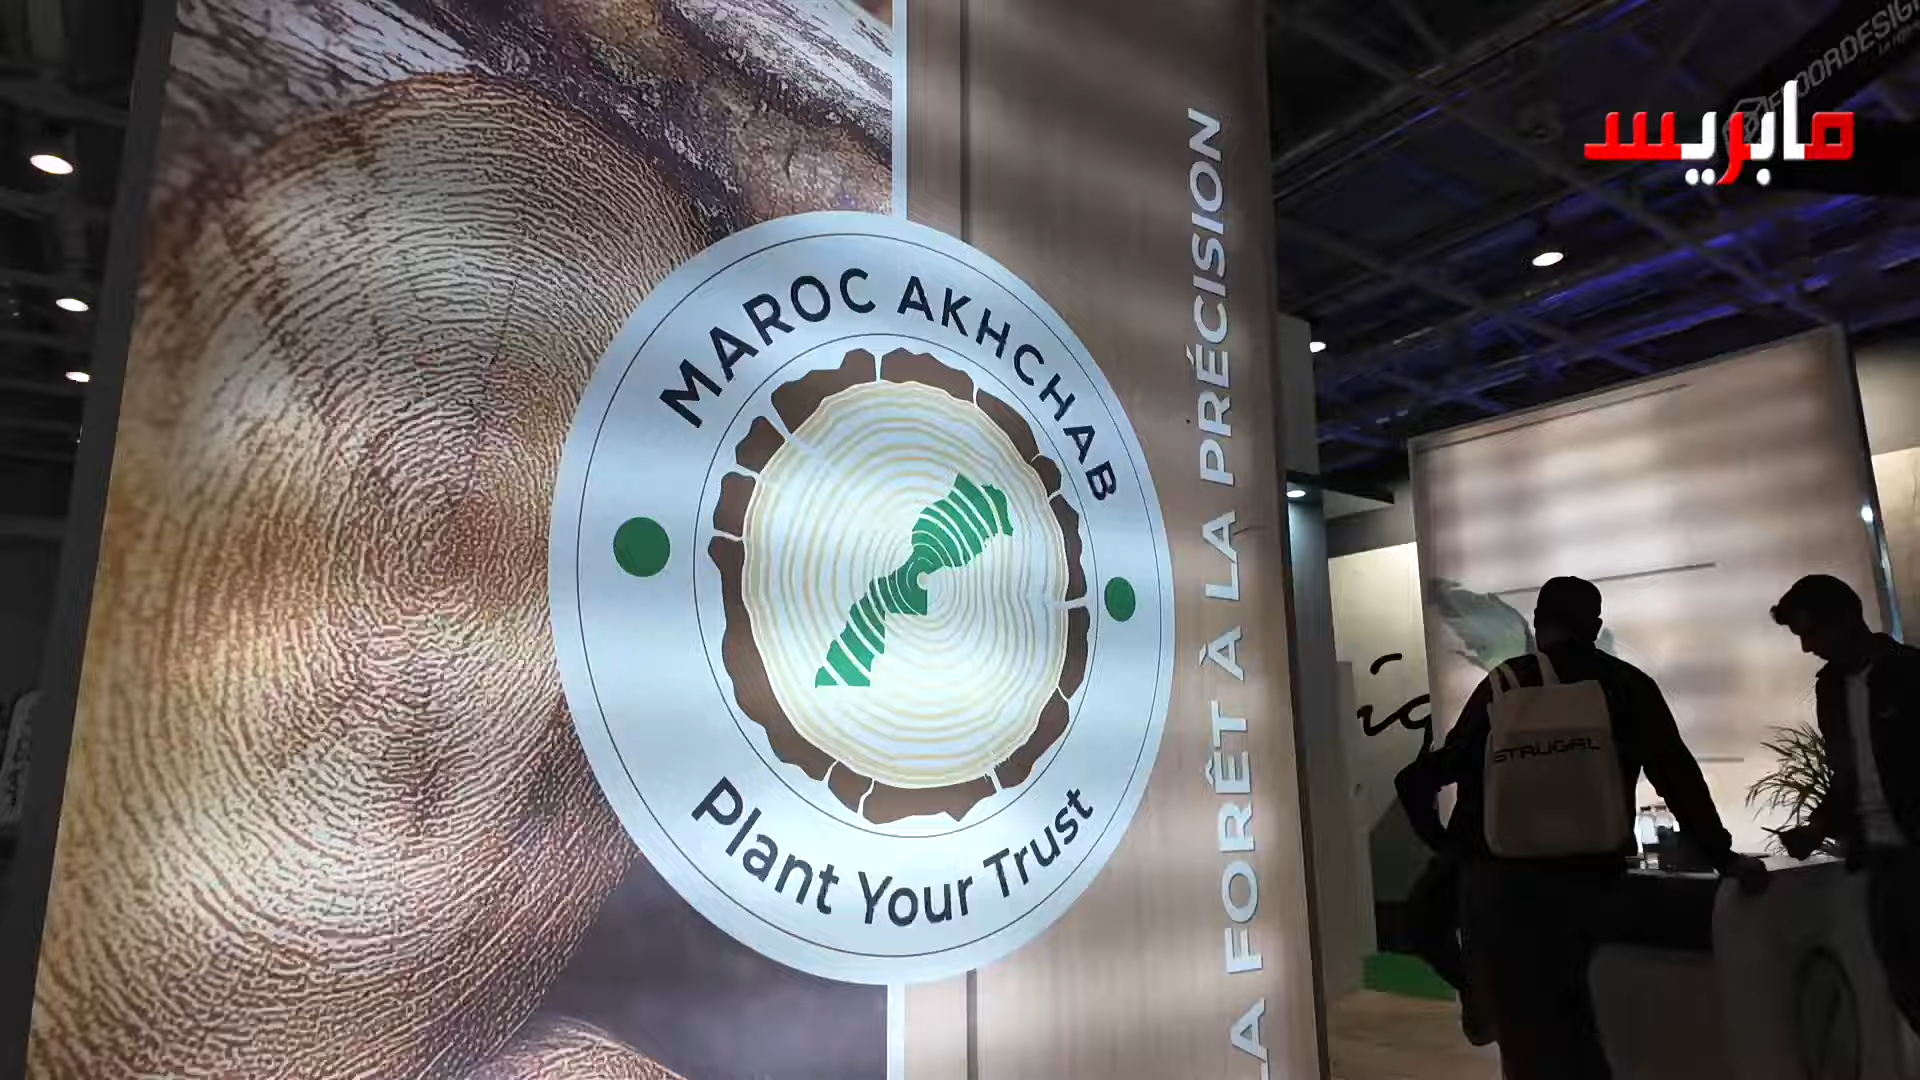 MAROC AKHCHAB
Plant Your Trust
LA FORÊT À LA PRÉCISION
مابريس
STRUGAL